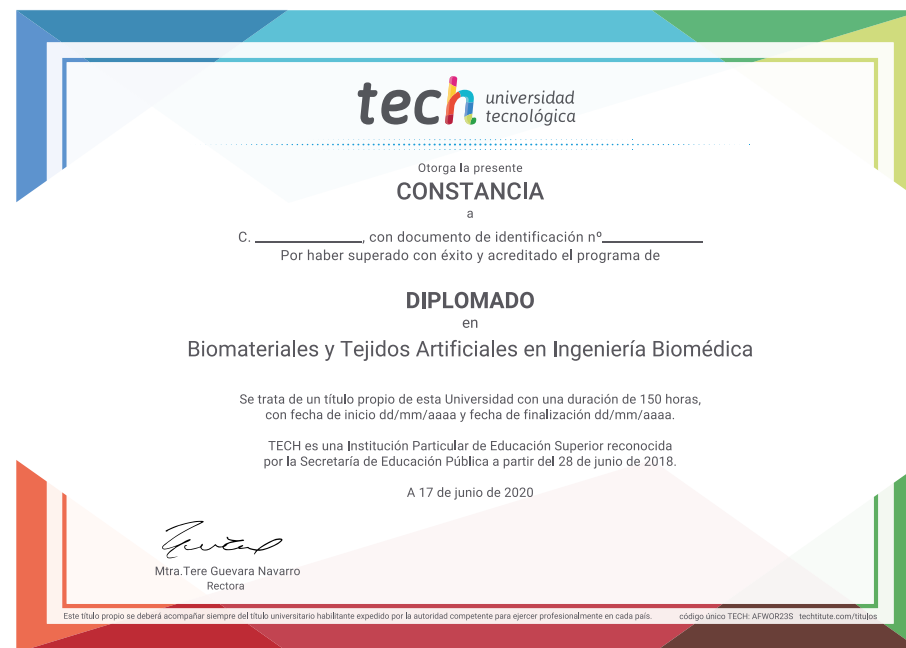 tech universidad
tecnológica
Otorga la presente
CONSTANCIA
a
C. ____________, con documento de identificación nº____________
Por haber superado con éxito y acreditado el programa de
DIPLOMADO
en
Biomateriales y Tejidos Artificiales en Ingeniería Biomédica
Se trata de un título propio de esta Universidad con una duración de 150 horas,
con fecha de inicio dd/mm/aaaa y fecha de finalización dd/mm/aaaa.
TECH es una Institución Particular de Educación Superior reconocida
por la Secretaría de Educación Pública a partir del 28 de junio de 2018.
A 17 de junio de 2020
Mtra.Tere Guevara Navarro
Rectora
Este título propio se deberá acompañar siempre del título universitario habilitante expedido por la autoridad competente para ejercer profesionalmente en cada país. código único TECH: AFWOR23S techtitute.com/titulos